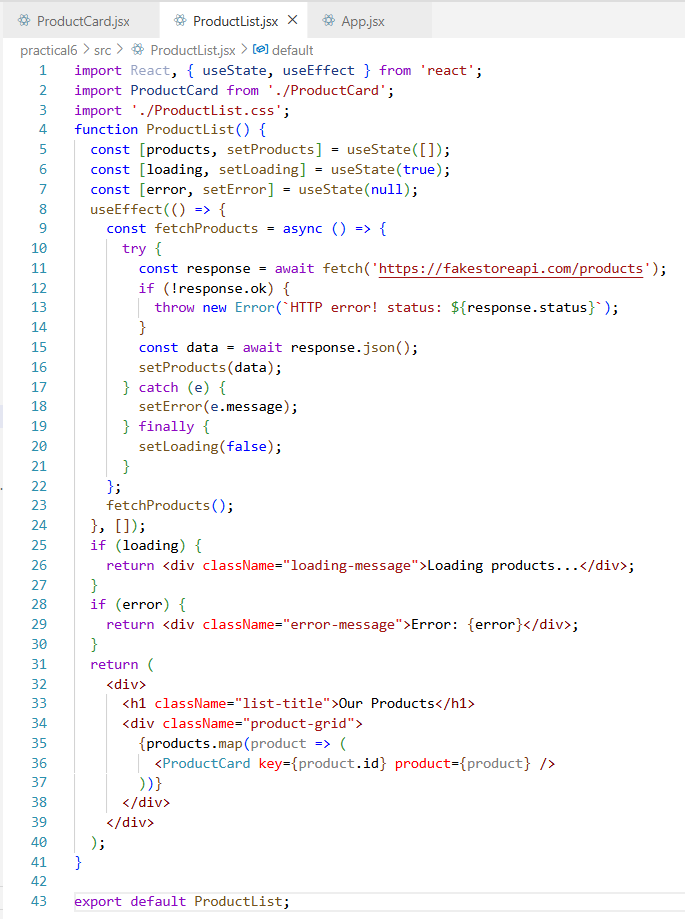 ProductCard.jsx ProductList.jsx × App.jsx
practical6 > src > ProductList.jsx > default
1 import React, { useState, useEffect } from 'react';
2 import ProductCard from './ProductCard';
3 import './ProductList.css';
4 function ProductList() {
5   const [products, setProducts] = useState([]);
6   const [loading, setLoading] = useState(true);
7   const [error, setError] = useState(null);
8   useEffect(() => {
9     const fetchProducts = async () => {
10       try {
11         const response = await fetch('https://fakestoreapi.com/products');
12         if (!response.ok) {
13           throw new Error(`HTTP error! status: ${response.status}`);
14         }
15         const data = await response.json();
16         setProducts(data);
17       } catch (e) {
18         setError(e.message);
19       } finally {
20         setLoading(false);
21       }
22     };
23     fetchProducts();
24   }, []);
25   if (loading) {
26     return <div className="loading-message">Loading products...</div>;
27   }
28   if (error) {
29     return <div className="error-message">Error: {error}</div>;
30   }
31   return (
32     <div>
33       <h1 className="list-title">Our Products</h1>
34       <div className="product-grid">
35         {products.map(product => (
36           <ProductCard key={product.id} product={product} />
37         ))}
38       </div>
39     </div>
40   );
41 }
42
43 export default ProductList;